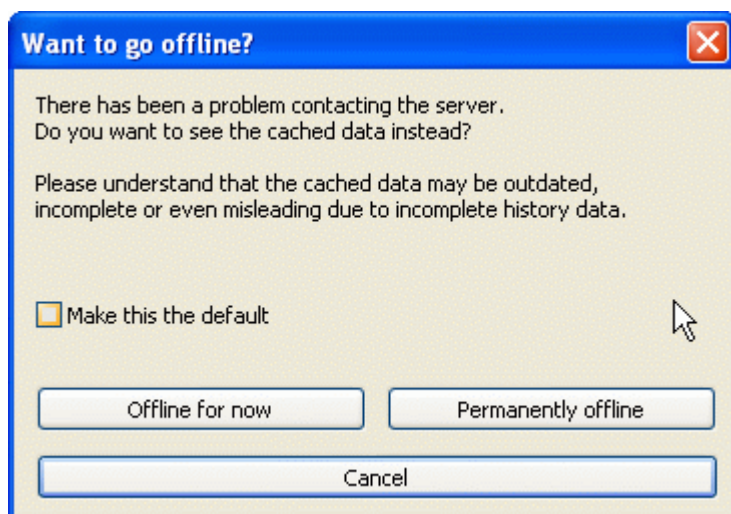 Want to go offline?
There has been a problem contacting the server.
Do you want to see the cached data instead?
Please understand that the cached data may be outdated,
incomplete or even misleading due to incomplete history data.
Make this the default
Offline for now
Permanently offline
Cancel